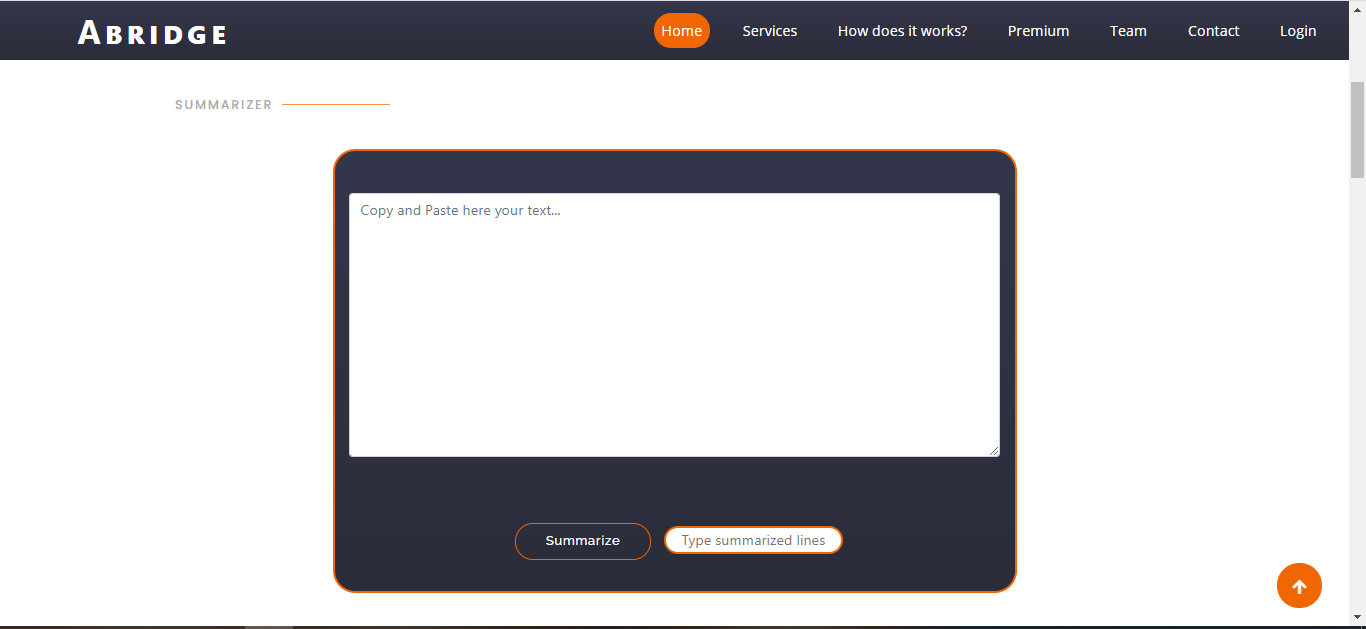 ABRIDGE
Home Services How does it works? Premium Team Contact Login
SUMMARIZER
Copy and Paste here your text...
Summarize Type summarized lines